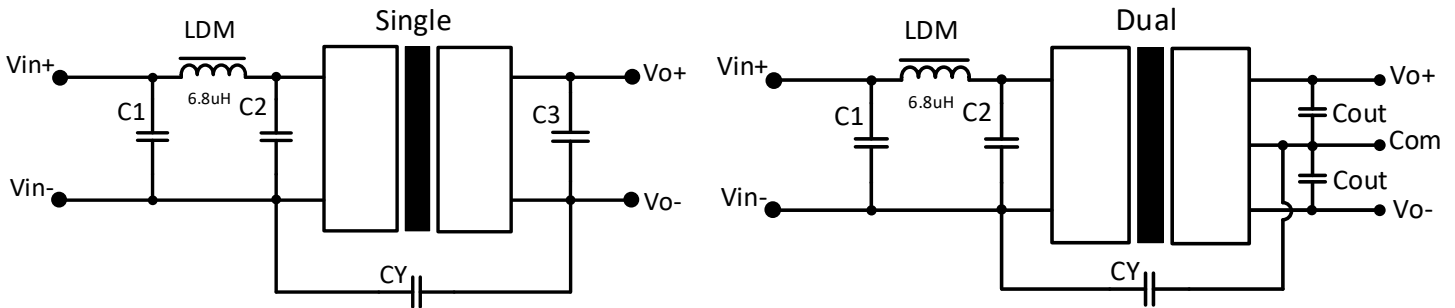 Single
LDM
Vin+
6.8uH
C1
C2
C3
Vo+
Vin-
Vo-
CY
Dual
LDM
Vin+
6.8uH
C1
C2
Vo+
Cout
Com
Cout
Vin-
Vo-
CY